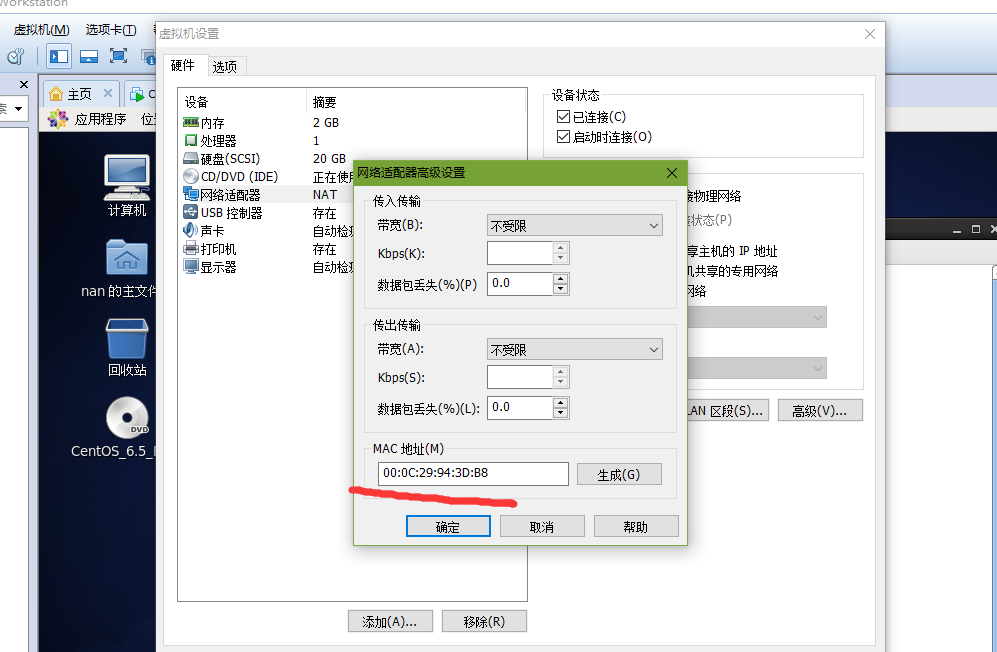 Workstation
虚拟机(M) 选项卡(T)
虚拟机设置
硬件 选项
主页
应用程序
设备 摘要
内存 2 GB
处理器 1
硬盘(SCSI) 20 GB
CD/DVD (IDE) 正在使
网络适配器 NAT
USB 控制器 存在
声卡 自动检
打印机 存在
显示器 自动检
添加(A)... 移除(R)
设备状态
已连接(C)
启动时连接(O)
接物理网络
状态(P)
享主机的 IP 地址
机共享的专用网络
网络
LAN 区段(S)... 高级(V)...
网络适配器高级设置
传入传输
带宽(B): 不受限
Kbps(K):
数据包丢失(%)(P) 0.0
传出传输
带宽(A): 不受限
Kbps(S):
数据包丢失(%)(L): 0.0
MAC 地址(M)
00:0C:29:94:3D:B8 生成(G)
确定 取消 帮助
计算机
nan 的主文件
回收站
DVD
CentOS_6.5_